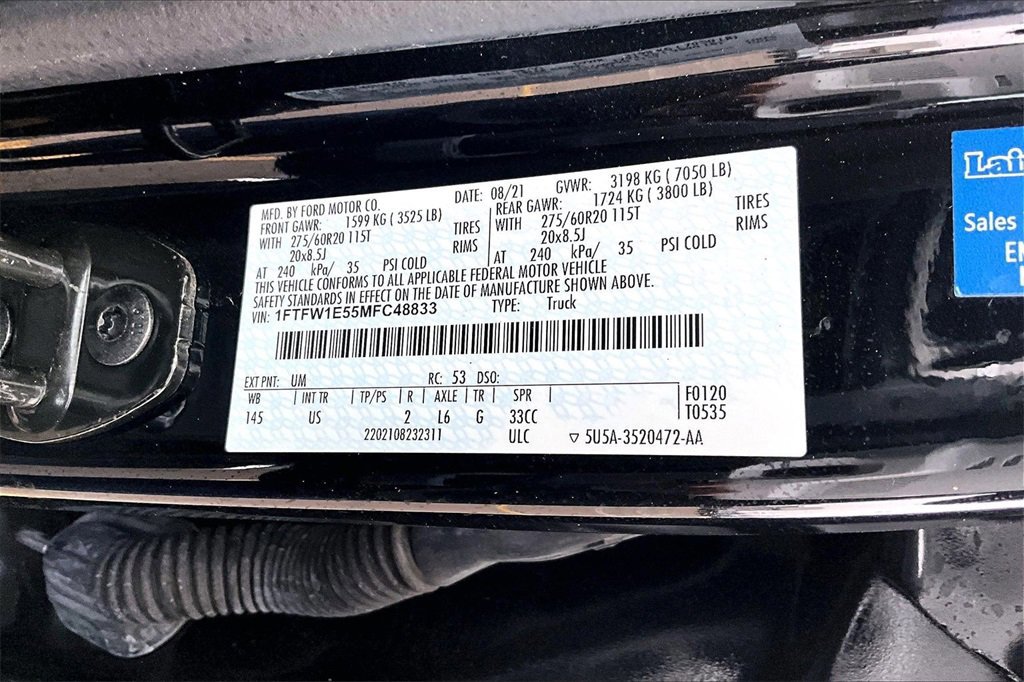 MFD. BY FORD MOTOR CO. DATE: 08/21 GVWR: 3198 KG ( 7050 LB)
FRONT GAWR: 1599 KG ( 3525 LB) REAR GAWR: 1724 KG ( 3800 LB)
WITH 275/60R20 115T TIRES 275/60R20 115T TIRES
20x8.5J RIMS 20x8.5J RIMS
AT 240 kPa/ 35 PSI COLD AT 240 kPa/ 35 PSI COLD
THIS VEHICLE CONFORMS TO ALL APPLICABLE FEDERAL MOTOR VEHICLE
SAFETY STANDARDS IN EFFECT ON THE DATE OF MANUFACTURE SHOWN ABOVE.
VIN: 1FTFW1E55MFC48833 TYPE: Truck
EXT PNT: UM RC: 53 DSO:
WB INT TR TP/PS R AXLE TR SPR F0120
145 US 2 L6 G 33CC T0535
2202108232311 ULC ▽ 5U5A-3520472-AA
Lai
Sales